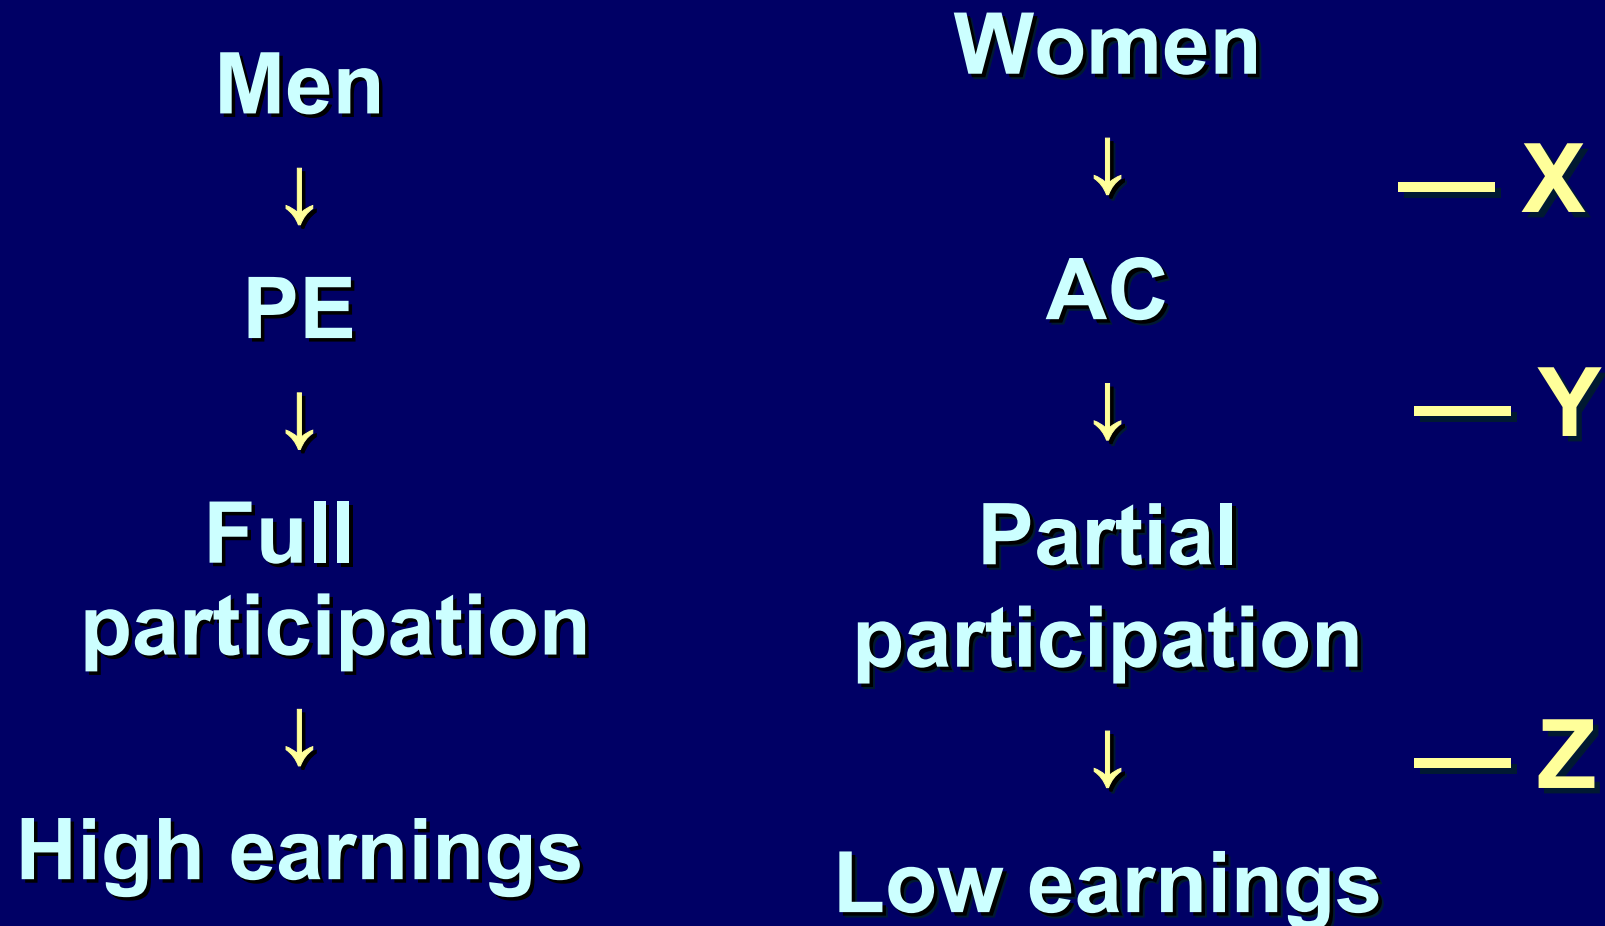 Men
↓
PE
↓
Full
participation
↓
High earnings
Women
↓
AC
↓
Partial
participation
↓
Low earnings
— X
— Y
— Z